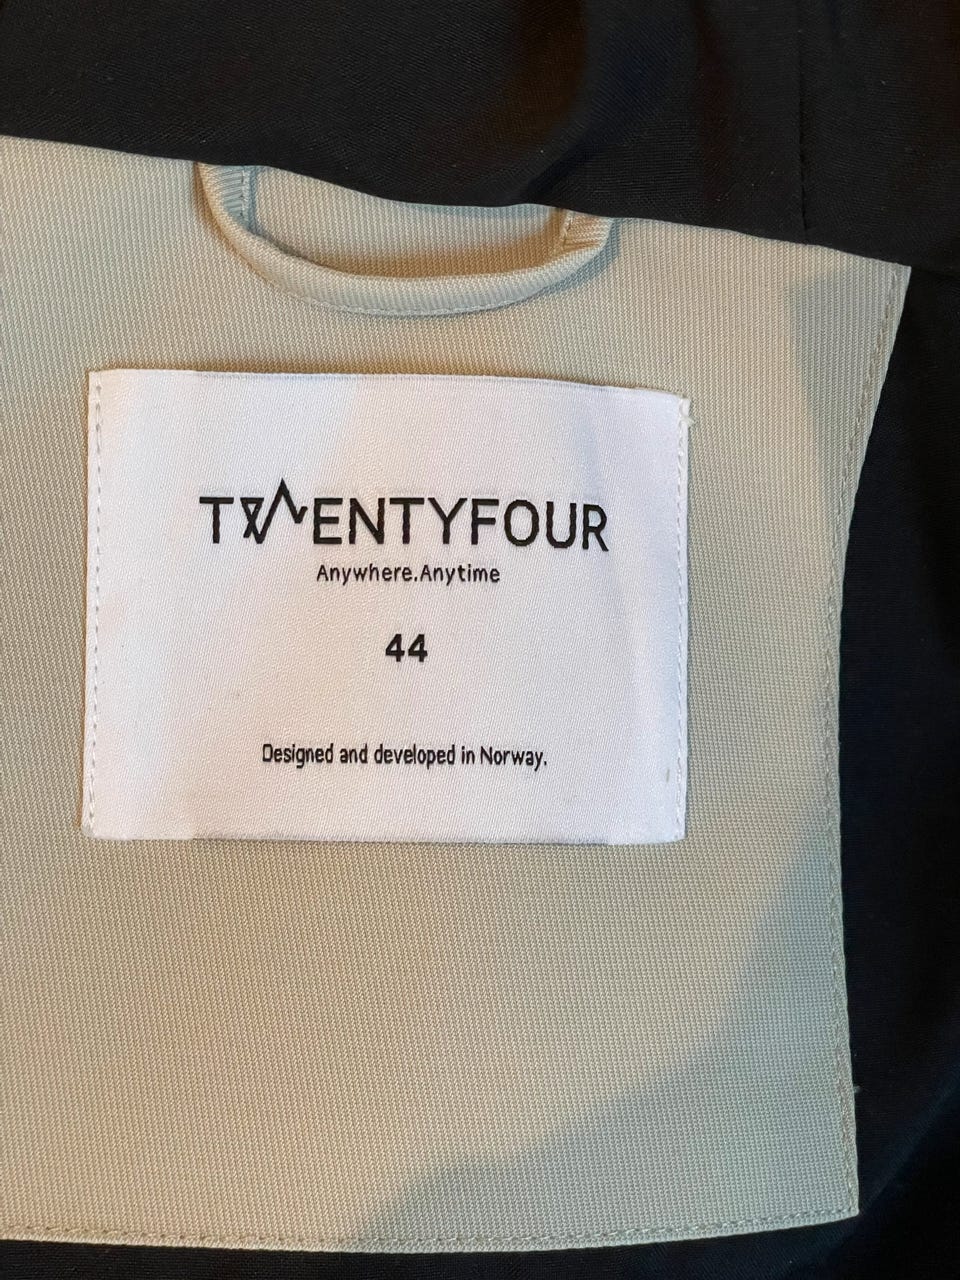 TWENTYFOUR
Anywhere.Anytime
44
Designed and developed in Norway.